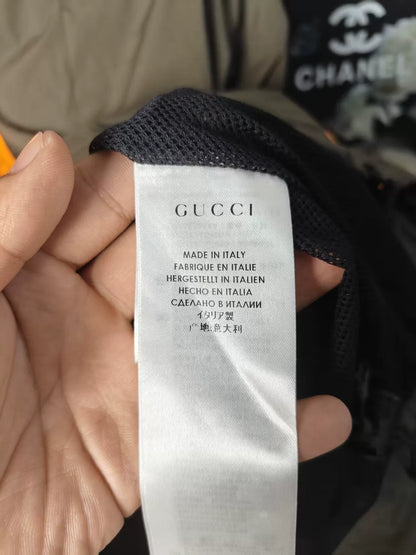 CHANEL
GUCCI
MADE IN ITALY
FABRIQUE EN ITALIE
HERGESTELLT IN ITALIEN
HECHO EN ITALIA
СДЕЛАНО В ИТАЛИИ
イタリア製
产地:意大利